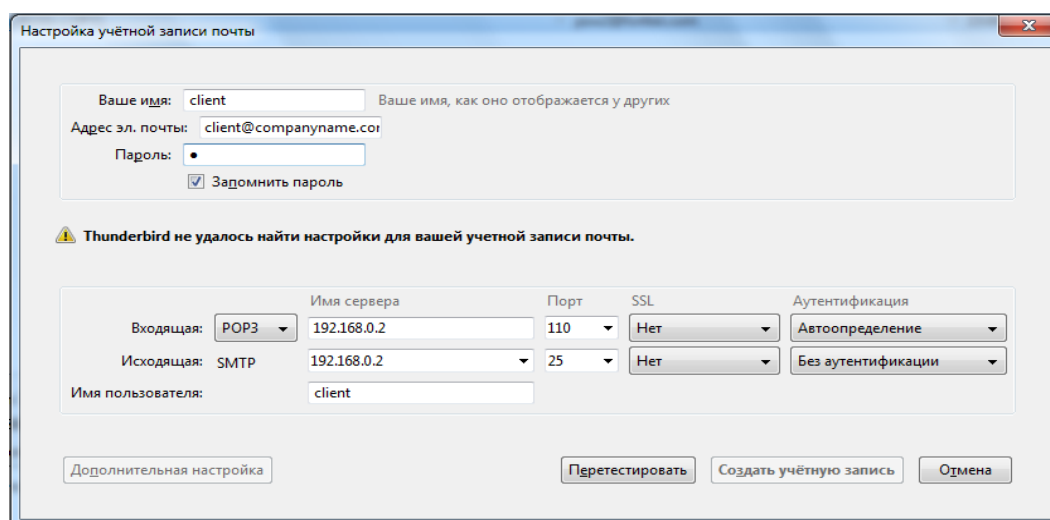 Настройка учётной записи почты
Ваше имя: client Ваше имя, как оно отображается у других
Адрес эл. почты: client@companyname.cor
Пароль: •
Запомнить пароль
Thunderbird не удалось найти настройки для вашей учетной записи почты.
Имя сервера Порт SSL Аутентификация
Входящая: POP3 192.168.0.2 110 Нет Автоопределение
Исходящая: SMTP 192.168.0.2 25 Нет Без аутентификации
Имя пользователя: client
Дополнительная настройка Перетестировать Создать учётную запись Отмена